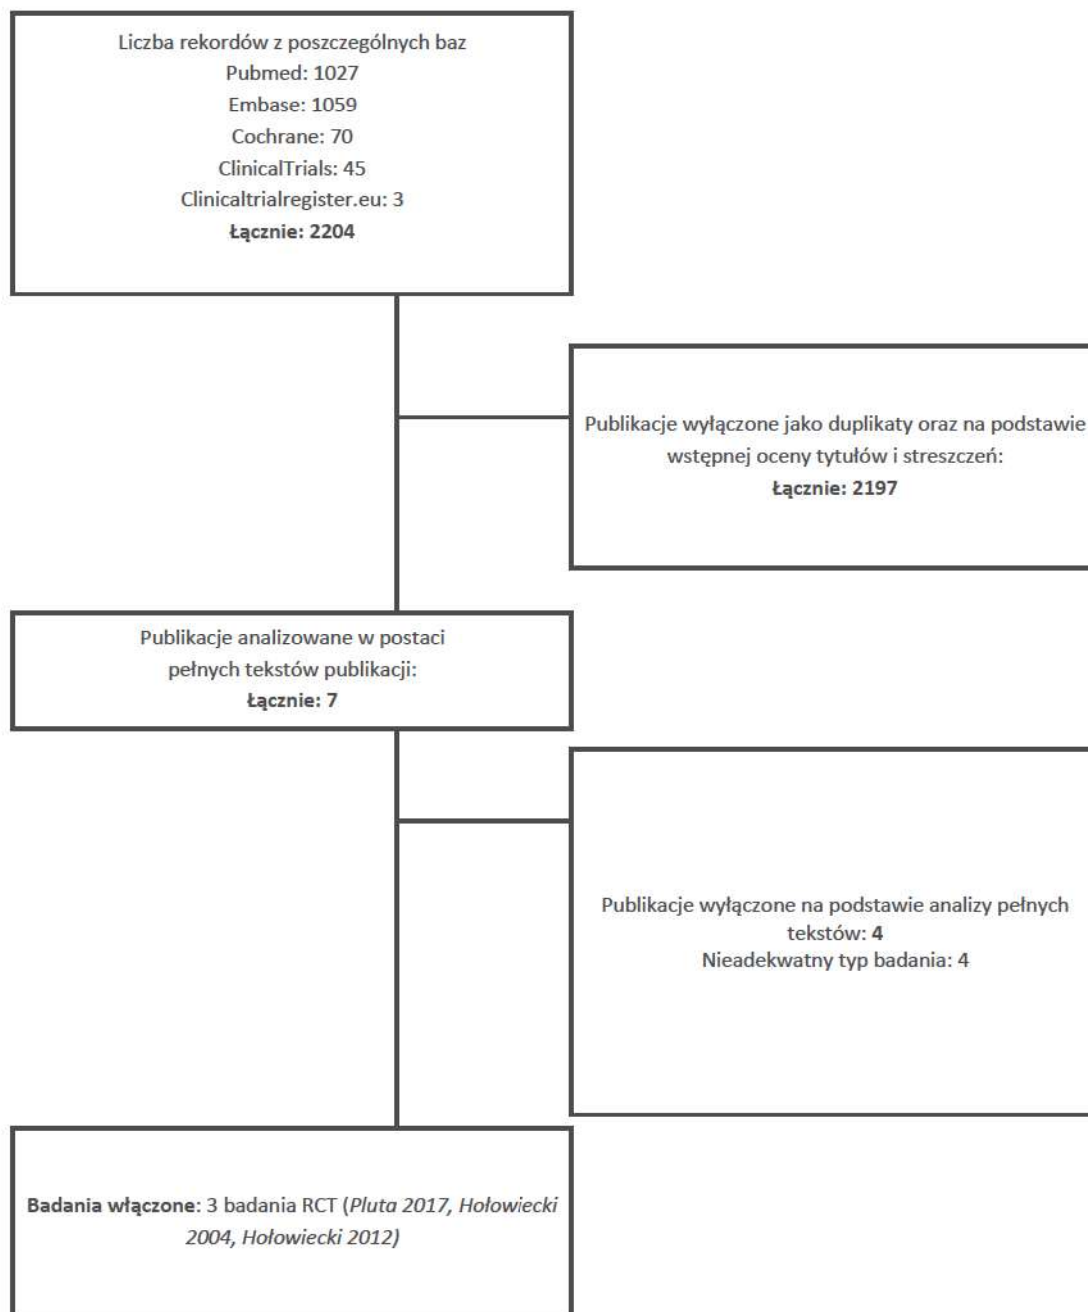 Liczba rekordów z poszczególnych baz
Pubmed: 1027
Embase: 1059
Cochrane: 70
ClinicalTrials: 45
Clinicaltrialregister.eu: 3
Łącznie: 2204
Publikacje wyłączone jako duplikaty oraz na podstawie
wstępnej oceny tytułów i streszczeń:
Łącznie: 2197
Publikacje analizowane w postaci
pełnych tekstów publikacji:
Łącznie: 7
Publikacje wyłączone na podstawie analizy pełnych
tekstów: 4
Nieadekwatny typ badania: 4
Badania włączone: 3 badania RCT (Pluta 2017, Hołowiecki
2004, Hołowiecki 2012)